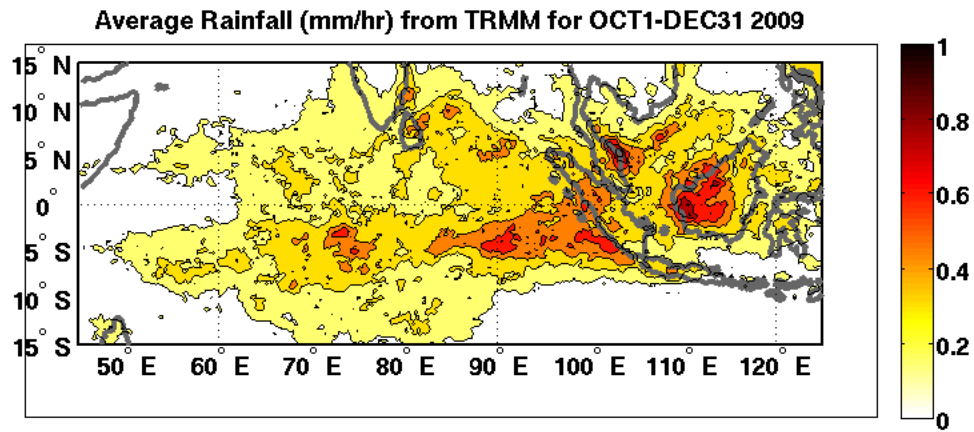 Average Rainfall (mm/hr) from TRMM for OCT1-DEC31 2009
15° N
10° N
5° N
0°
5° S
10° S
15° S
50° E 60° E 70° E 80° E 90° E 100° E 110° E 120° E
1
0.8
0.6
0.4
0.2
0